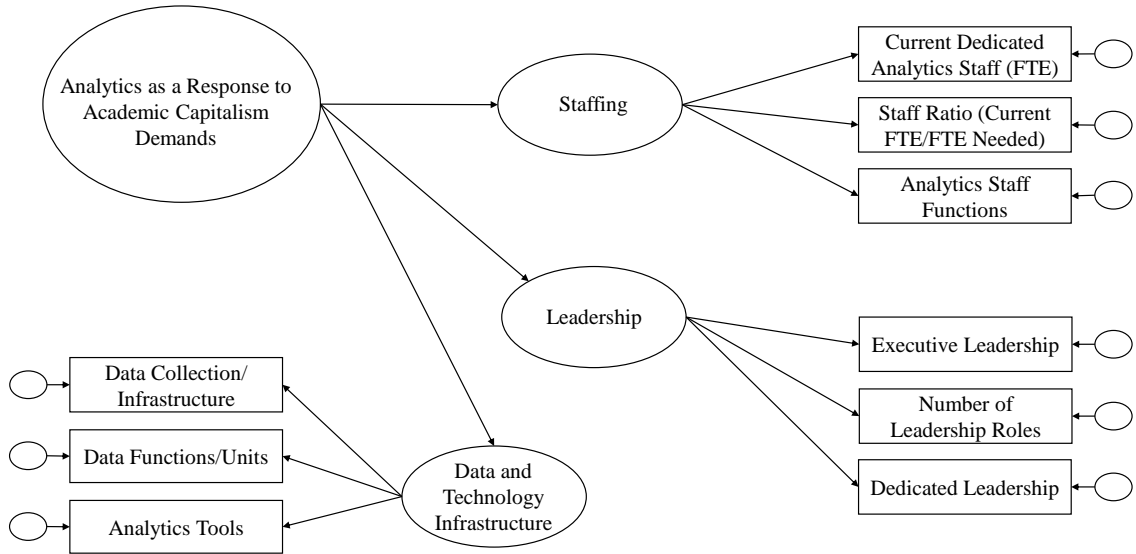 Analytics as a Response to
Academic Capitalism
Demands
Staffing
Current Dedicated
Analytics Staff (FTE)
Staff Ratio (Current
FTE/FTE Needed)
Analytics Staff
Functions
Leadership
Executive Leadership
Number of
Leadership Roles
Dedicated Leadership
Data Collection/
Infrastructure
Data Functions/Units
Analytics Tools
Data and
Technology
Infrastructure